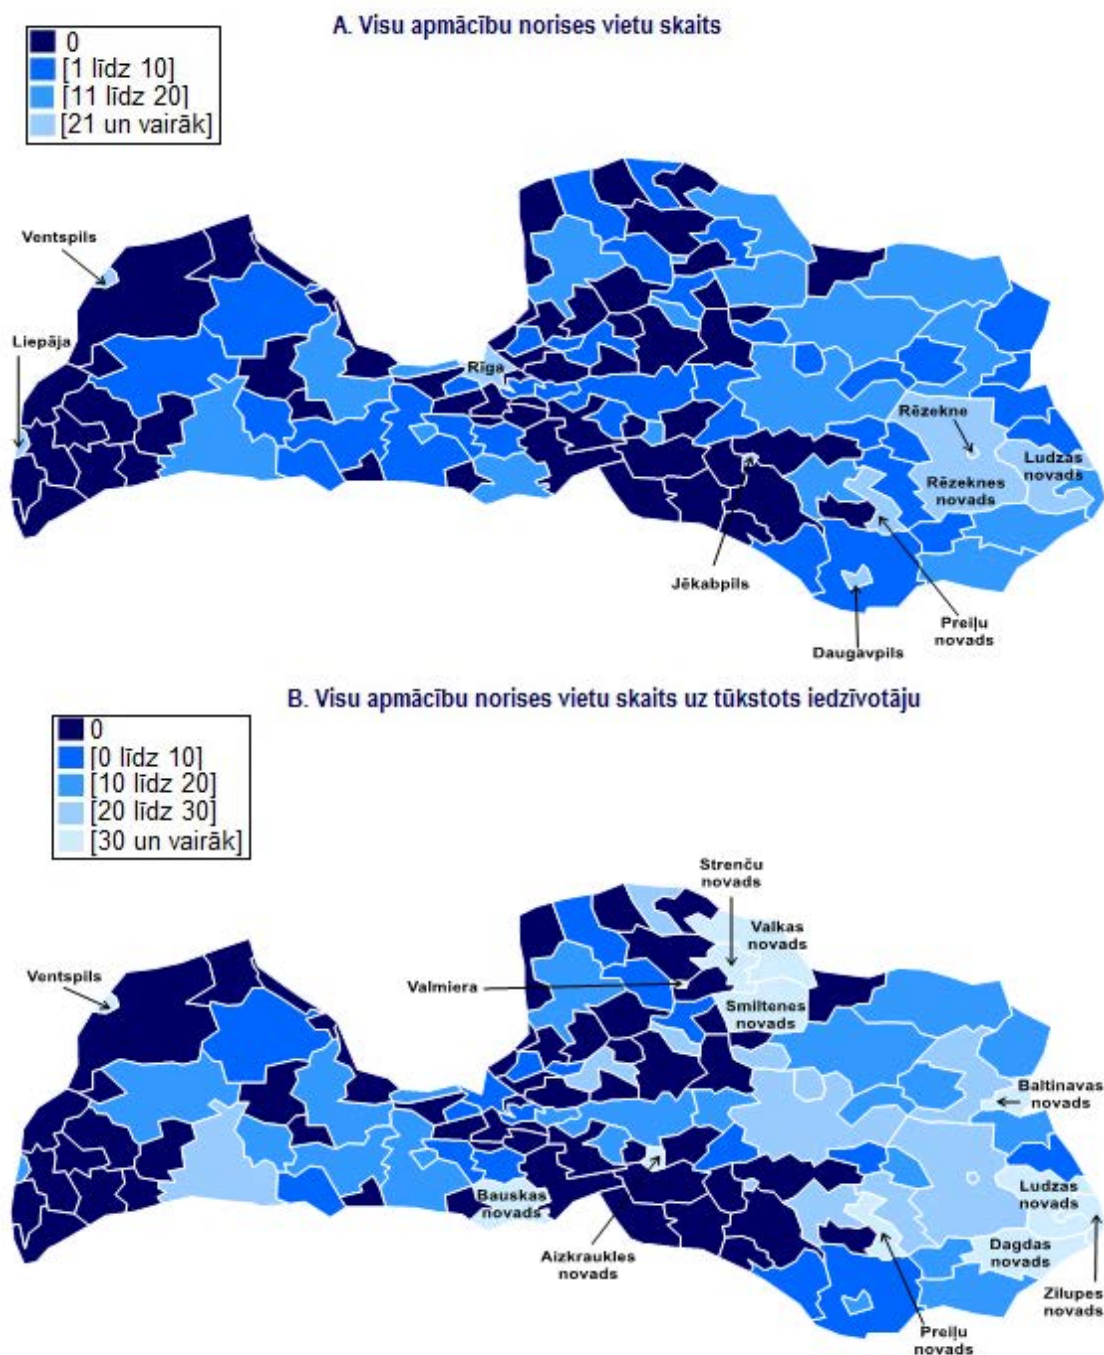 A. Visu apmācību norises vietu skaits
0
[1 līdz 10]
[11 līdz 20]
[21 un vairāk]
Ventspils
Liepāja
Rīga
Rēzekne
Ludzas
novads
Rēzeknes
novads
Jēkabpils
Preiļu
novads
Daugavpils
B. Visu apmācību norises vietu skaits uz tūkstots iedzīvotāju
0
[0 līdz 10]
[10 līdz 20]
[20 līdz 30]
[30 un vairāk]
Strenču
novads
Valkas
novads
Ventspils
Valmiera
Smiltenes
novads
Baltinavas
novads
Ludzas
novads
Bauskas
novads
Dagdas
novads
Aizkraukles
novads
Zilupes
novads
Preiļu
novads